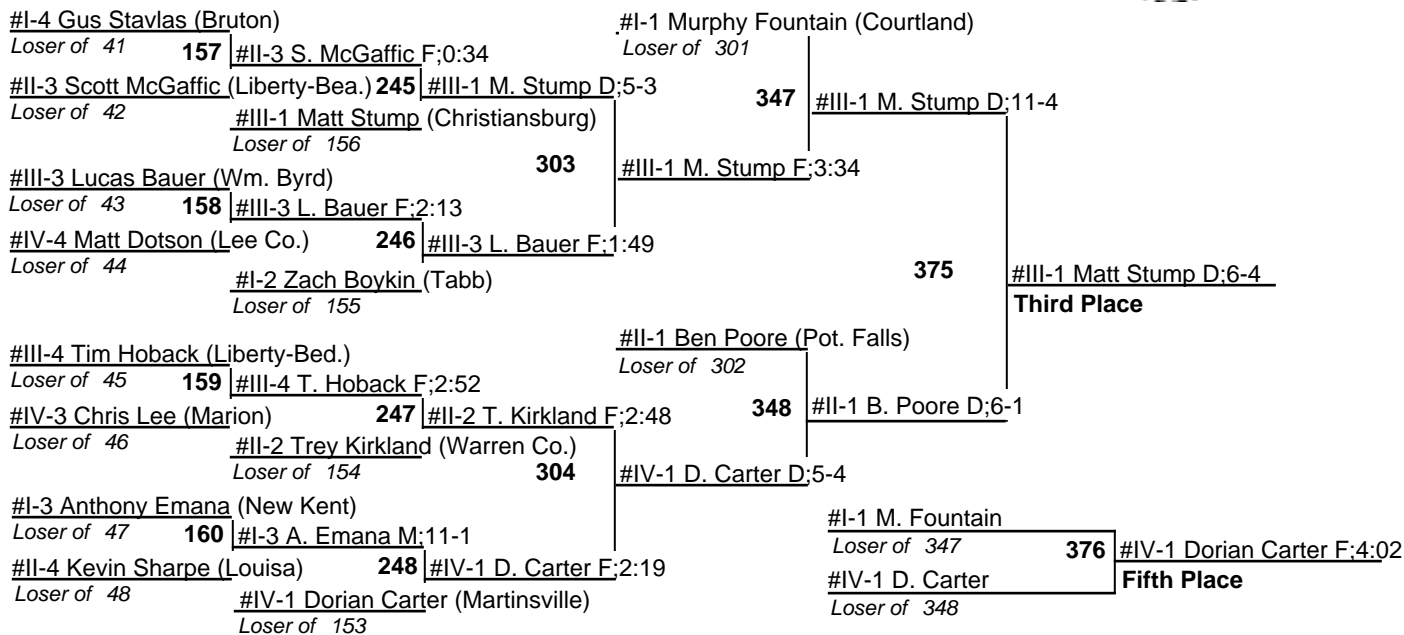 #I-4 Gus Stavlas (Bruton)
Loser of 41
157
#II-3 S. McGaffic F;0:34
#II-3 Scott McGaffic (Liberty-Bea.)
Loser of 42
245
#III-1 M. Stump D;5-3
#III-1 Matt Stump (Christiansburg)
Loser of 156
303
#III-1 M. Stump F;3:34
#III-3 Lucas Bauer (Wm. Byrd)
Loser of 43
158
#III-3 L. Bauer F;2:13
#IV-4 Matt Dotson (Lee Co.)
Loser of 44
246
#III-3 L. Bauer F;1:49
#I-2 Zach Boykin (Tabb)
Loser of 155
#III-4 Tim Hoback (Liberty-Bed.)
Loser of 45
159
#III-4 T. Hoback F;2:52
#IV-3 Chris Lee (Marion)
Loser of 46
247
#II-2 T. Kirkland F;2:48
#II-2 Trey Kirkland (Warren Co.)
Loser of 154
304
#IV-1 D. Carter D;5-4
#I-3 Anthony Emana (New Kent)
Loser of 47
160
#I-3 A. Emana M;11-1
#II-4 Kevin Sharpe (Louisa)
Loser of 48
248
#IV-1 D. Carter F;2:19
#IV-1 Dorian Carter (Martinsville)
Loser of 153
#I-1 Murphy Fountain (Courtland)
Loser of 301
347
#III-1 M. Stump D;11-4
375
#III-1 Matt Stump D;6-4
Third Place
#II-1 Ben Poore (Pot. Falls)
Loser of 302
348
#II-1 B. Poore D;6-1
#I-1 M. Fountain
Loser of 347
376
#IV-1 Dorian Carter F;4:02
Fifth Place
#IV-1 D. Carter
Loser of 348